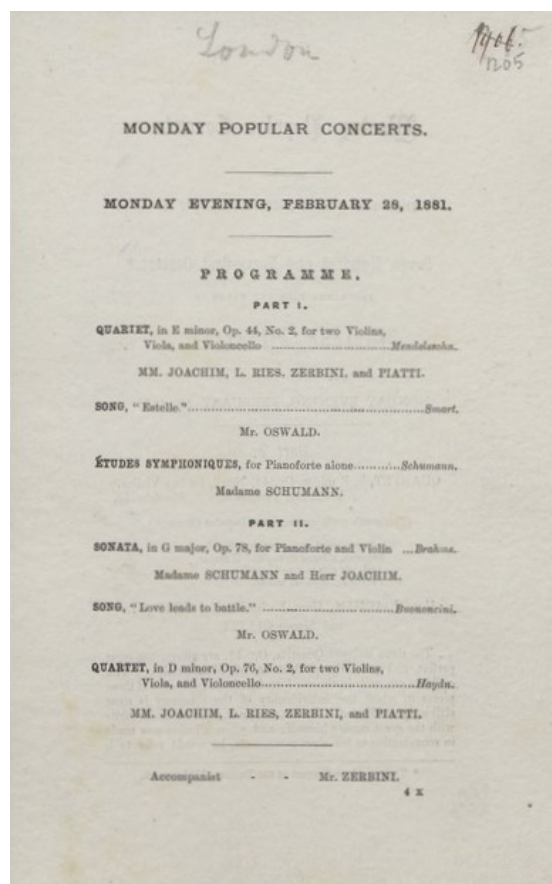 London
1205
MONDAY POPULAR CONCERTS.
MONDAY EVENING, FEBRUARY 28, 1881.
PROGRAMME.
PART I.
QUARTET, in E minor, Op. 44, No. 2, for two Violins,
Viola, and Violoncello ........................................Mendelssohn.
MM. JOACHIM, L. RIES, ZERBINI, and PIATTI.
SONG, "Estelle."............................................................Smart.
Mr. OSWALD.
ÉTUDES SYMPHONIQUES, for Pianoforte alone..............Schumann.
Madame SCHUMANN.
PART II.
SONATA, in G major, Op. 78, for Pianoforte and Violin ...Brahms.
Madame SCHUMANN and Herr JOACHIM.
SONG, "Love leads to battle." ......................................Buononcini.
Mr. OSWALD.
QUARTET, in D minor, Op. 76, No. 2, for two Violins,
Viola, and Violoncello...............................................Haydn.
MM. JOACHIM, L. RIES, ZERBINI, and PIATTI.
Accompanist - - Mr. ZERBINI.
4 X